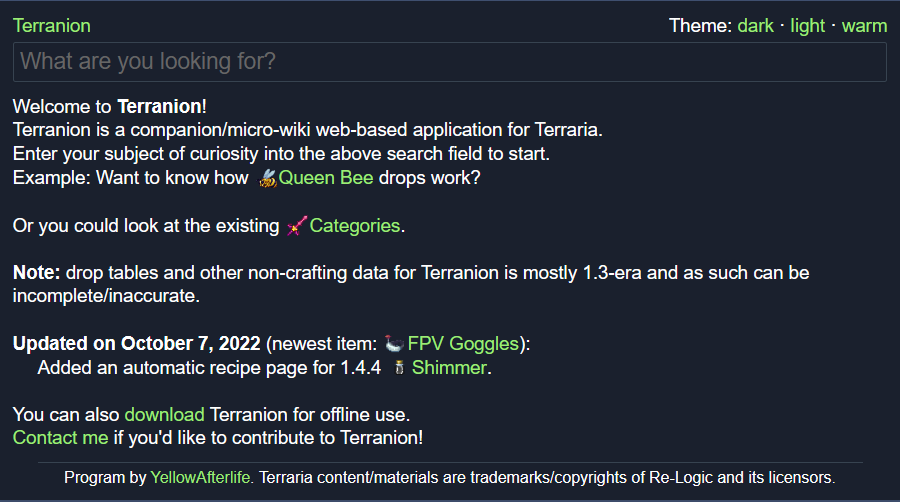 Terranion
Theme: dark · light · warm
What are you looking for?
Welcome to Terranion!
Terranion is a companion/micro-wiki web-based application for Terraria.
Enter your subject of curiosity into the above search field to start.
Example: Want to know how Queen Bee drops work?
Or you could look at the existing Categories.
Note: drop tables and other non-crafting data for Terranion is mostly 1.3-era and as such can be
incomplete/inaccurate.
Updated on October 7, 2022 (newest item: FPV Goggles):
Added an automatic recipe page for 1.4.4 Shimmer.
You can also download Terranion for offline use.
Contact me if you'd like to contribute to Terranion!
Program by YellowAfterlife. Terraria content/materials are trademarks/copyrights of Re-Logic and its licensors.